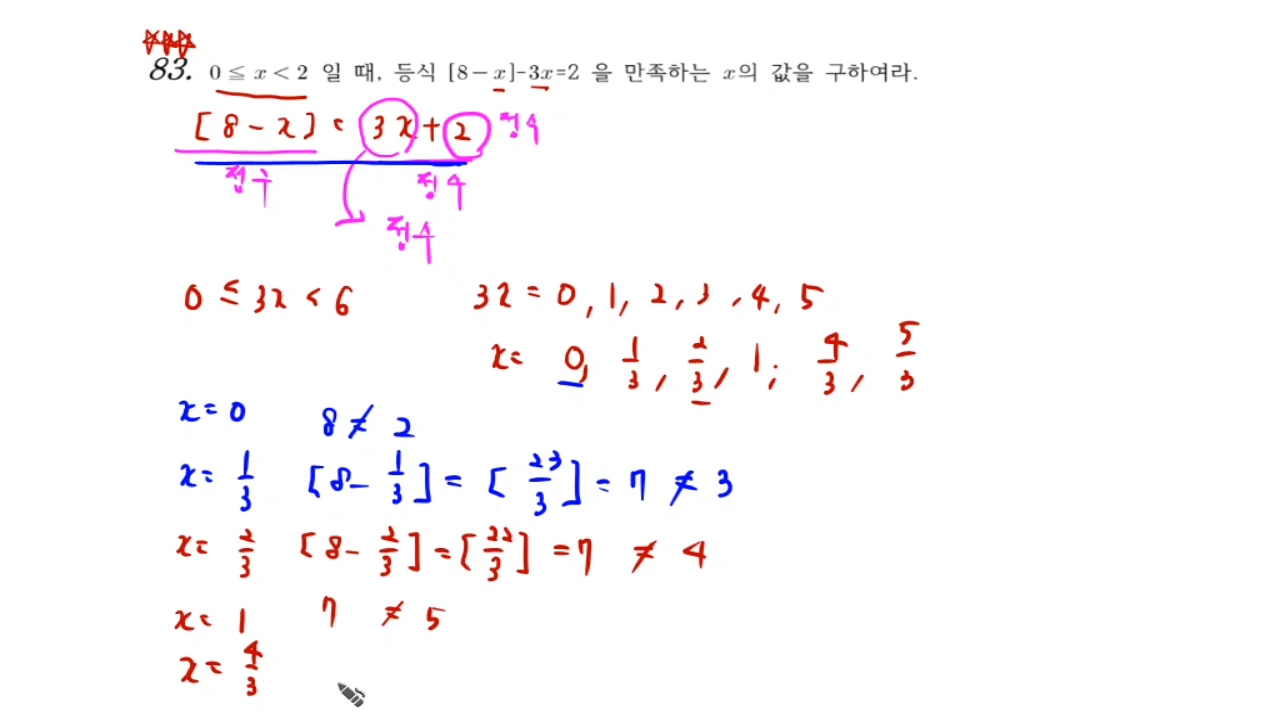 ☆☆☆
83. 0 ≦ x < 2 일 때, 등식 [8-x]-3x=2 을 만족하는 x의 값을 구하여라.
[8-x] = 3x+2 정수
정수 정수
정수
0 ≤ 3x < 6 3x = 0, 1, 2, 3, 4, 5
x = 0, 1/3, 2/3, 1, 4/3, 5/3
x = 0 8 ≠ 2
x = 1/3 [8 - 1/3] = [23/3] = 7 ≠ 3
x = 2/3 [8 - 2/3] = [22/3] = 7 ≠ 4
x = 1 7 ≠ 5
x = 4/3